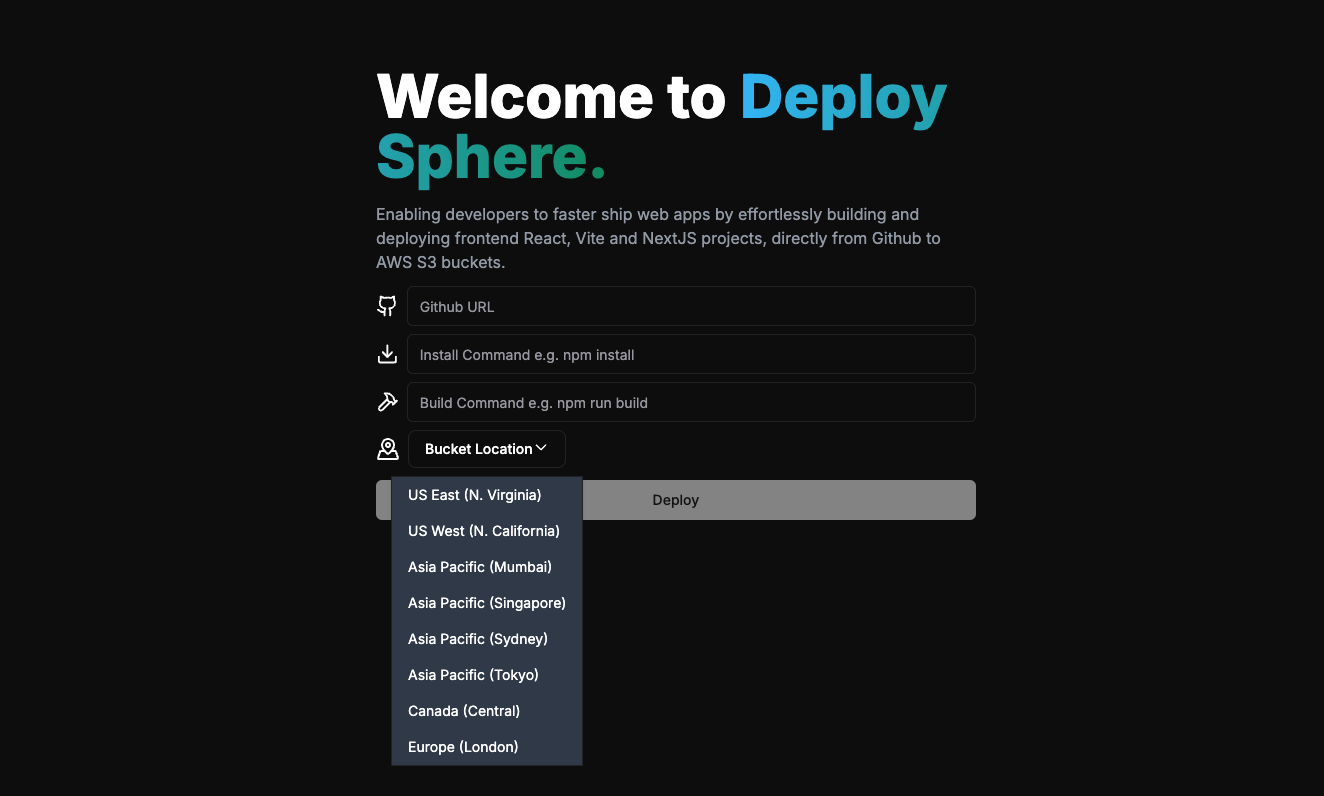 Welcome to Deploy
Sphere.
Enabling developers to faster ship web apps by effortlessly building and
deploying frontend React, Vite and NextJS projects, directly from Github to
AWS S3 buckets.
Github URL
Install Command e.g. npm install
Build Command e.g. npm run build
Bucket Location
Deploy
US East (N. Virginia)
US West (N. California)
Asia Pacific (Mumbai)
Asia Pacific (Singapore)
Asia Pacific (Sydney)
Asia Pacific (Tokyo)
Canada (Central)
Europe (London)